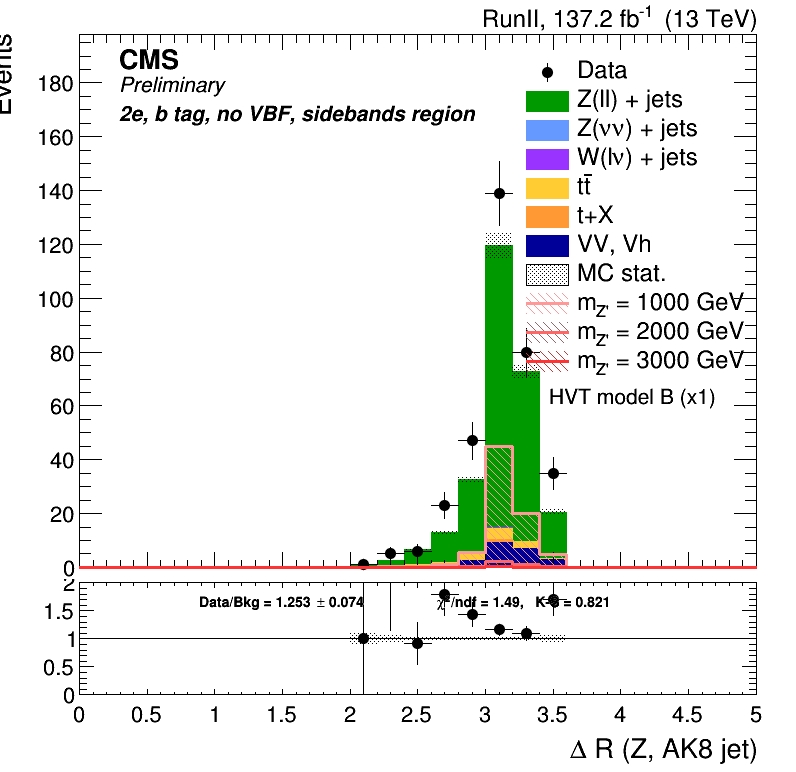 RunII, 137.2 fb-1 (13 TeV)
Events
CMS
Preliminary
2e, b tag, no VBF, sidebands region
Data
Z(ll) + jets
Z(νν) + jets
W(lν) + jets
tt̄
t+X
VV, Vh
MC stat.
mZ' = 1000 GeV
mZ' = 2000 GeV
mZ' = 3000 GeV
HVT model B (x1)
180
160
140
120
100
80
60
40
20
0
Data/Bkg = 1.253 ± 0.074
χ²/ndf = 1.49, K-S = 0.821
2
1.5
1
0.5
0
0 0.5 1 1.5 2 2.5 3 3.5 4 4.5 5
Δ R (Z, AK8 jet)